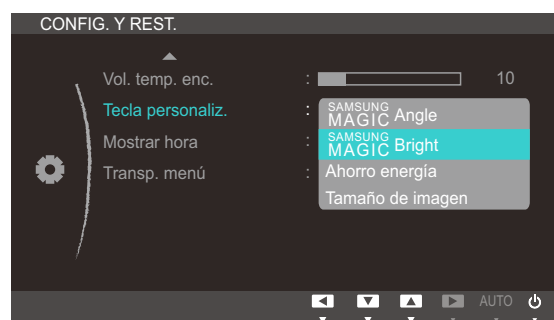 CONFIG. Y REST.
Vol. temp. enc. : 10
Tecla personaliz. : SAMSUNG MAGIC Angle
Mostrar hora : SAMSUNG MAGIC Bright
Transp. menú : Ahorro energía
Tamaño de imagen
AUTO